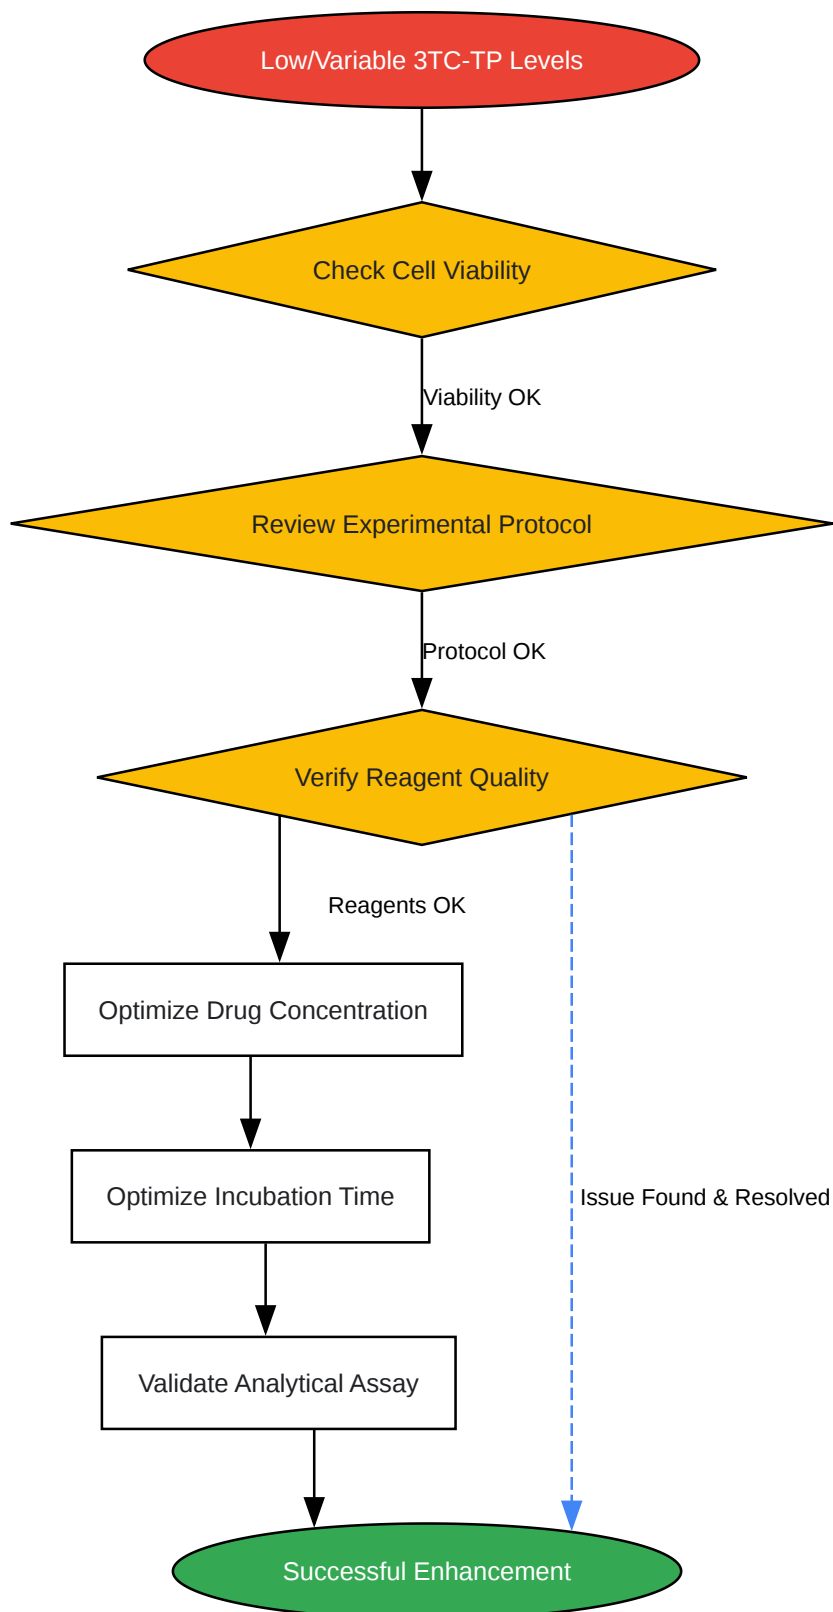 Low/Variable 3TC-TP Levels
Check Cell Viability
Viability OK
Review Experimental Protocol
Protocol OK
Verify Reagent Quality
Reagents OK
Optimize Drug Concentration
Optimize Incubation Time
Issue Found & Resolved
Validate Analytical Assay
Successful Enhancement